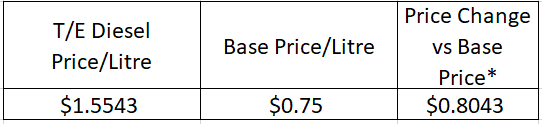 T/E Diesel
Price/Litre
Base Price/Litre
Price Change
vs Base
Price*
$1.5543
$0.75
$0.8043